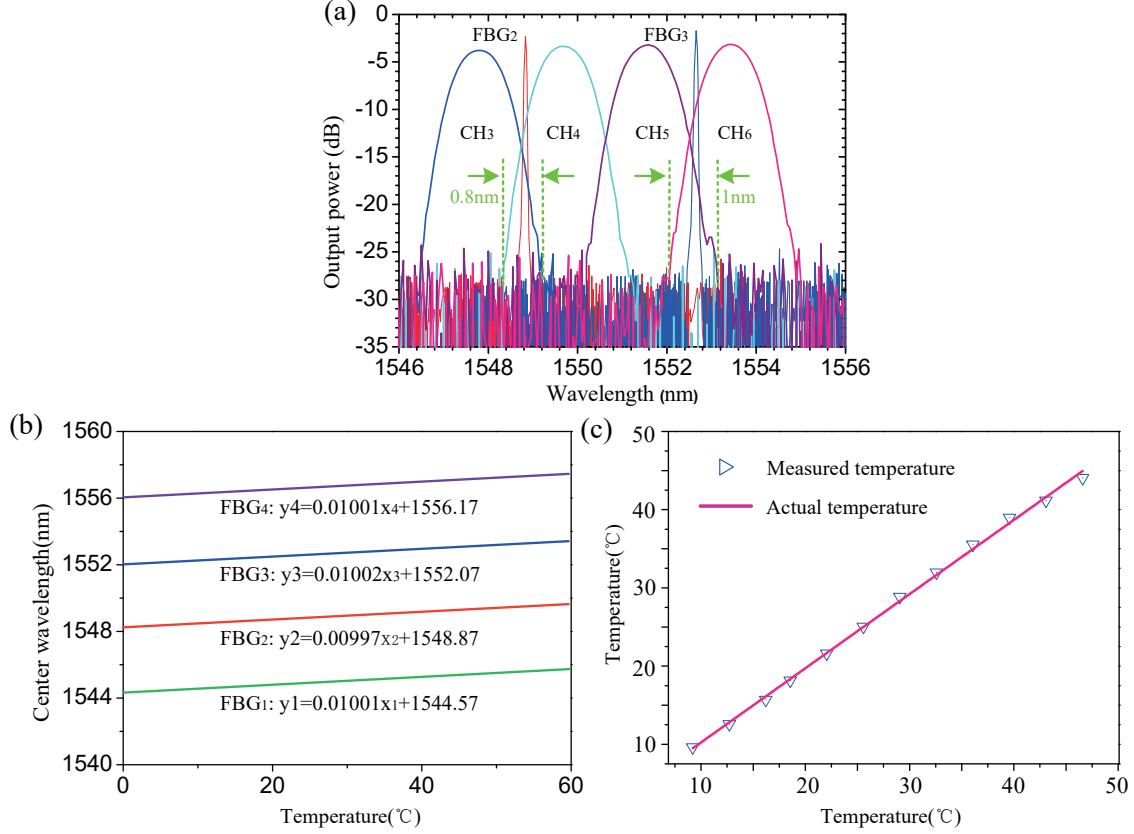 (a)
0
-5
-10
-15
-20
-25
-30
-35
Output power (dB)
FBG2
FBG3
CH3
CH4
CH5
CH6
0.8nm
1nm
1546
1548
1550
1552
1554
1556
Wavelength (nm)
(b)
1560
1556
1552
1548
1544
1540
Center wavelength(nm)
FBG4: y4=0.01001x4+1556.17
FBG3: y3=0.01002x3+1552.07
FBG2: y2=0.00997x2+1548.87
FBG1: y1=0.01001x1+1544.57
0
20
40
60
Temperature(℃)
(c)
50
40
30
20
10
Temperature(℃)
Measured temperature
Actual temperature
10
20
30
40
50
Temperature(℃)